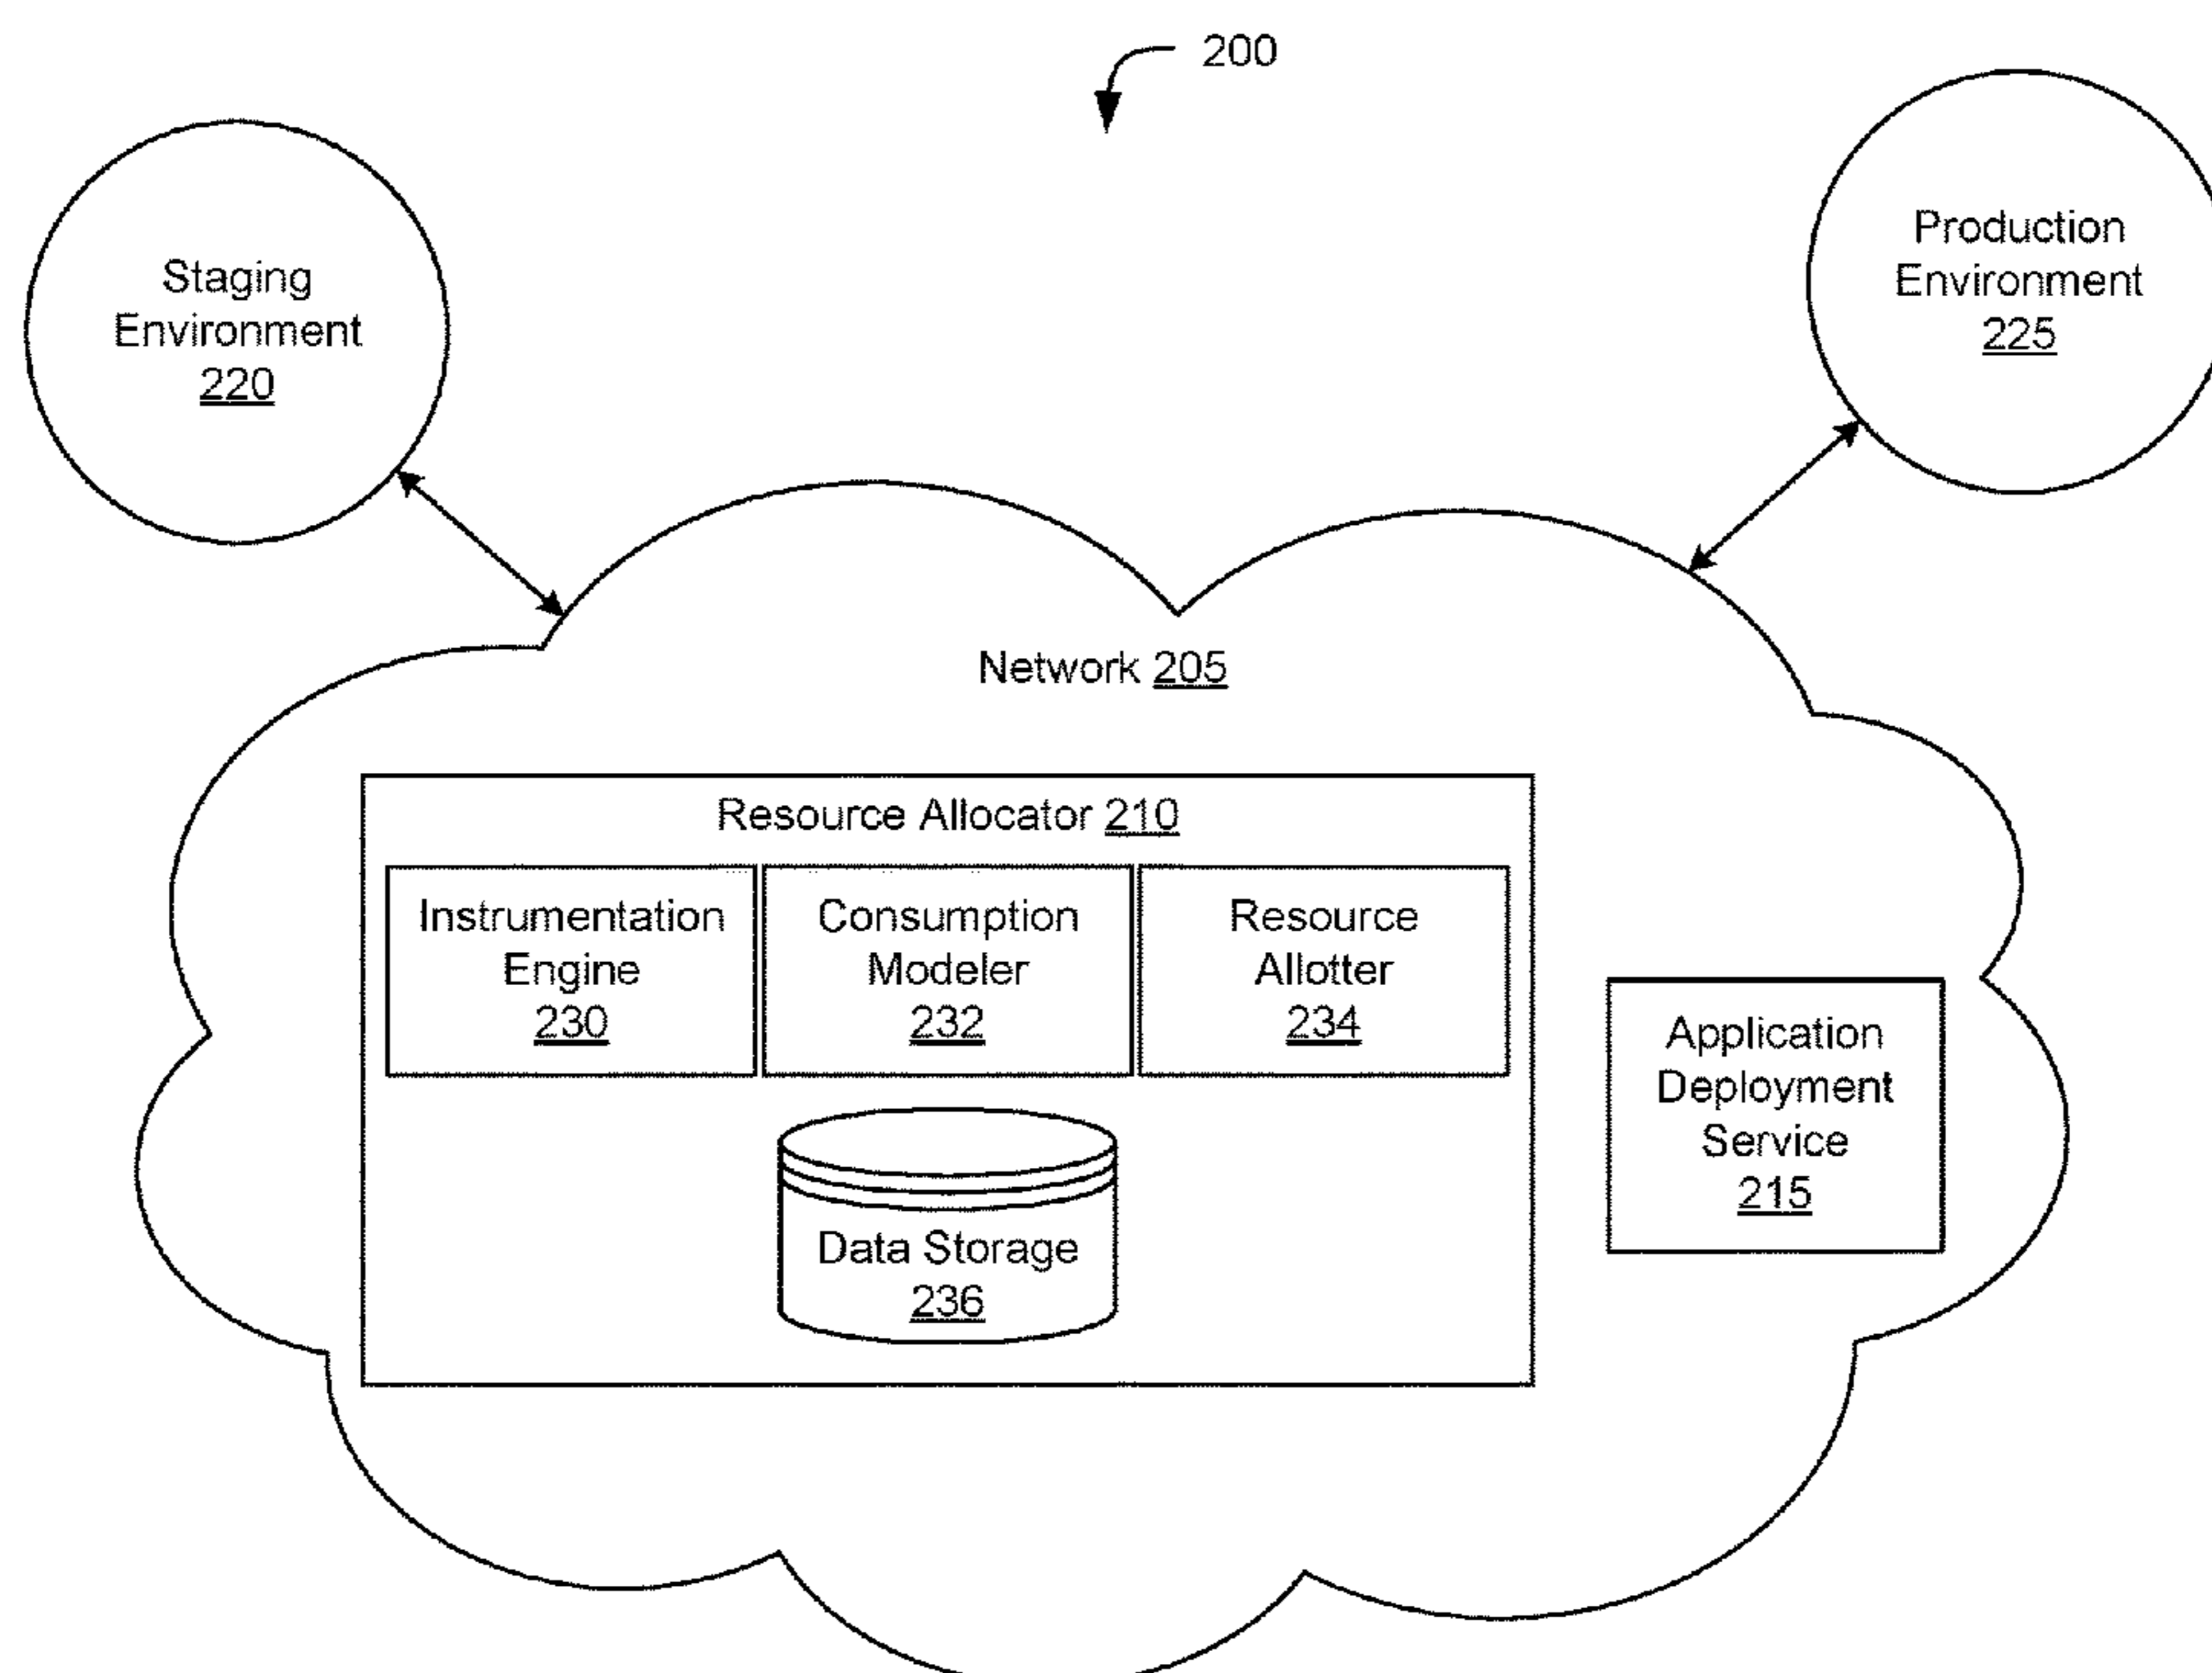 200
Staging
Environment
220
Production
Environment
225
Network 205
Resource Allocator 210
Instrumentation
Engine
230
Consumption
Modeler
232
Resource
Allotter
234
Data Storage
236
Application
Deployment
Service
215